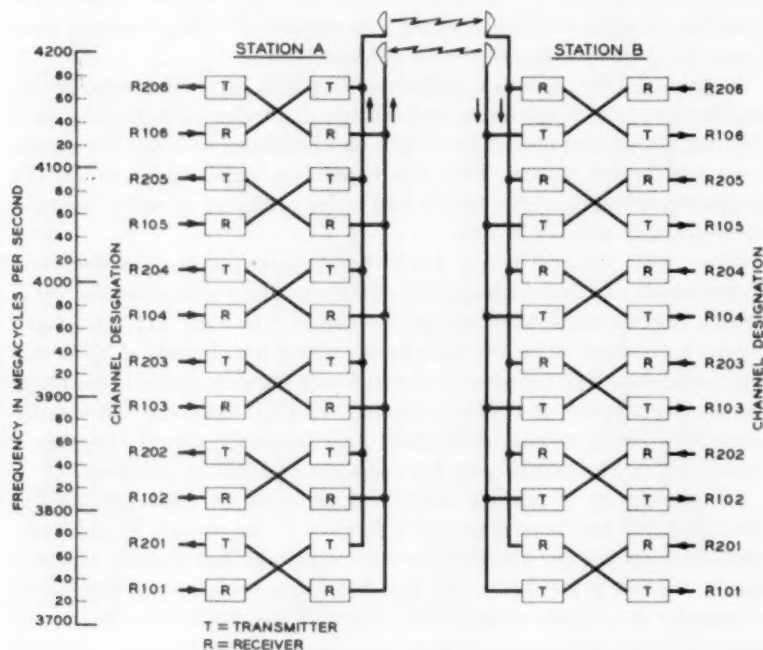 STATION A
STATION B
FREQUENCY IN MEGACYCLES PER SECOND
CHANNEL DESIGNATION
CHANNEL DESIGNATION
4200
80
60
40
20
4100
80
60
40
20
4000
80
60
40
20
3900
80
60
40
20
3800
80
60
40
20
3700
R206 T T R R R206
R106 R R T T R106
R205 T T R R R205
R105 R R T T R105
R204 T T R R R204
R104 R R T T R104
R203 T T R R R203
R103 R R T T R103
R202 T T R R R202
R102 R R T T R102
R201 T T R R R201
R101 R R T T R101
T = TRANSMITTER
R = RECEIVER